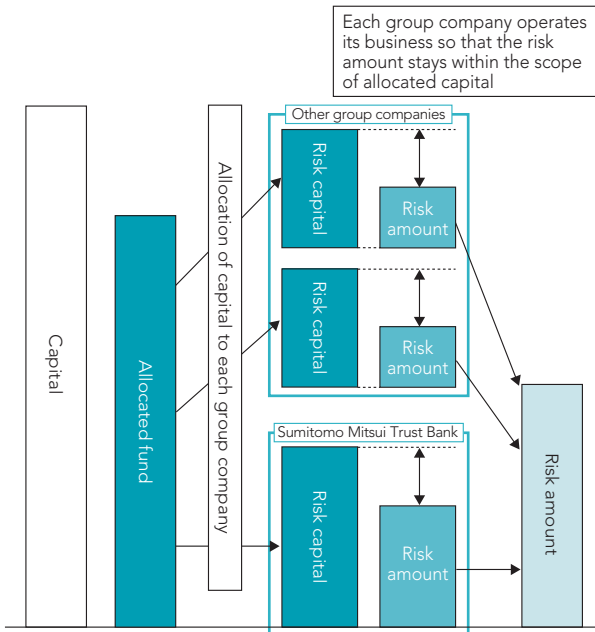 Each group company operates
its business so that the risk
amount stays within the scope
of allocated capital
Capital
Allocated fund
Allocation of capital to each group company
Other group companies
Risk capital
Risk
amount
Risk capital
Risk
amount
Sumitomo Mitsui Trust Bank
Risk capital
Risk
amount
Risk amount